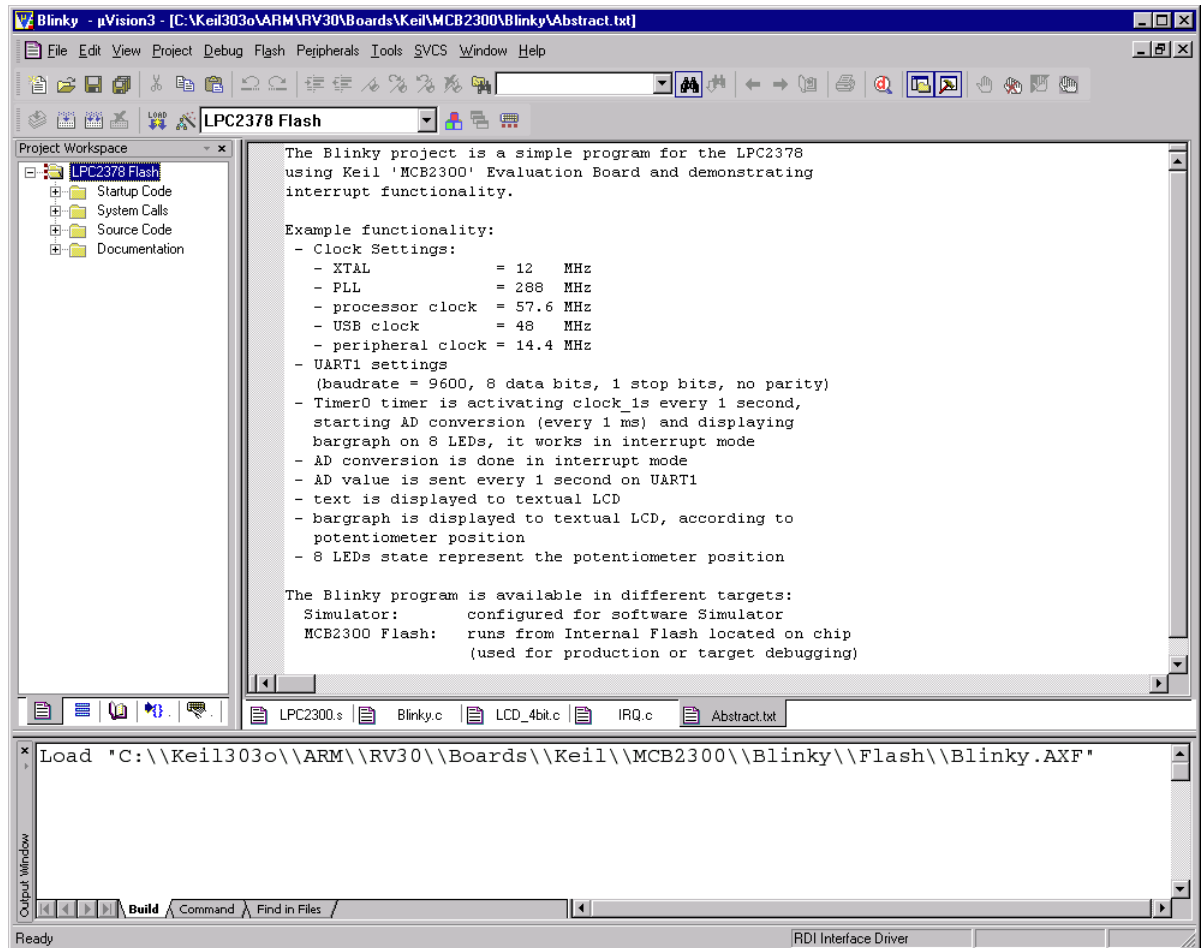 Blinky - µVision3 - [C:\Keil303o\ARM\RV30\Boards\Keil\MCB2300\Blinky\Abstract.txt]
File Edit View Project Debug Flash Peripherals Tools SVCS Window Help
LOAD LPC2378 Flash
Project Workspace
LPC2378 Flash
Startup Code
System Calls
Source Code
Documentation
The Blinky project is a simple program for the LPC2378
using Keil 'MCB2300' Evaluation Board and demonstrating
interrupt functionality.
Example functionality:
- Clock Settings:
- XTAL = 12 MHz
- PLL = 288 MHz
- processor clock = 57.6 MHz
- USB clock = 48 MHz
- peripheral clock = 14.4 MHz
- UART1 settings
(baudrate = 9600, 8 data bits, 1 stop bits, no parity)
- Timer0 timer is activating clock_1s every 1 second,
starting AD conversion (every 1 ms) and displaying
bargraph on 8 LEDs, it works in interrupt mode
- AD conversion is done in interrupt mode
- AD value is sent every 1 second on UART1
- text is displayed to textual LCD
- bargraph is displayed to textual LCD, according to
potentiometer position
- 8 LEDs state represent the potentiometer position
The Blinky program is available in different targets:
Simulator: configured for software Simulator
MCB2300 Flash: runs from Internal Flash located on chip
(used for production or target debugging)
LPC2300.s Blinky.c LCD_4bit.c IRQ.c Abstract.txt
Load "C:\\Keil303o\\ARM\\RV30\\Boards\\Keil\\MCB2300\\Blinky\\Flash\\Blinky.AXF"
Output Window
Build Command Find in Files
Ready RDI Interface Driver